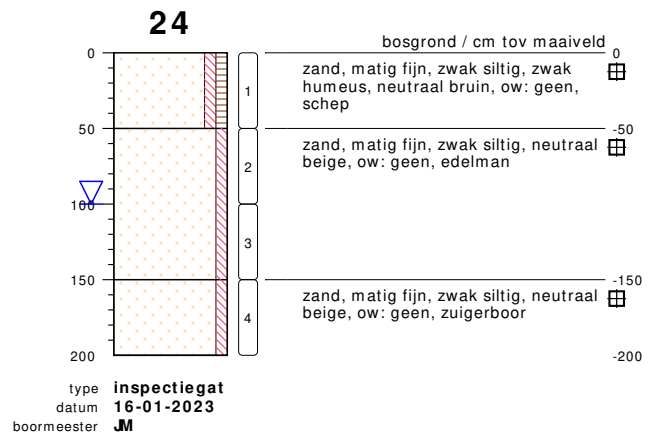 24
bosgrond / cm tov maaiveld
0
0
zand, matig fijn, zwak siltig, zwak
humeus, neutraal bruin, ow: geen,
schep
1
50
-50
zand, matig fijn, zwak siltig, neutraal
beige, ow: geen, edelman
2
100
3
150
-150
zand, matig fijn, zwak siltig, neutraal
beige, ow: geen, zuigerboor
4
200
-200
type inspectiegat
datum 16-01-2023
boormeester JM